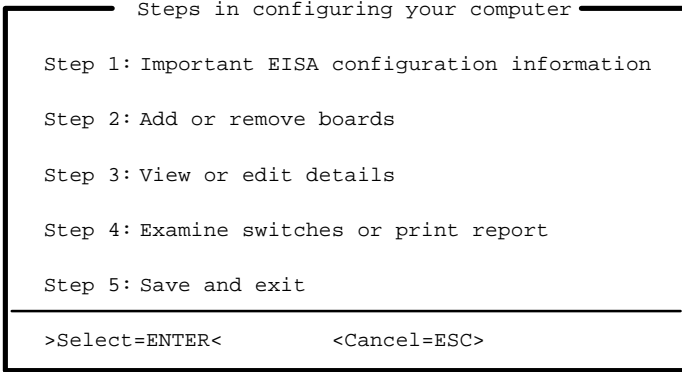 Steps in configuring your computer
Step 1: Important EISA configuration information
Step 2: Add or remove boards
Step 3: View or edit details
Step 4: Examine switches or print report
Step 5: Save and exit
>Select=ENTER< <Cancel=ESC>